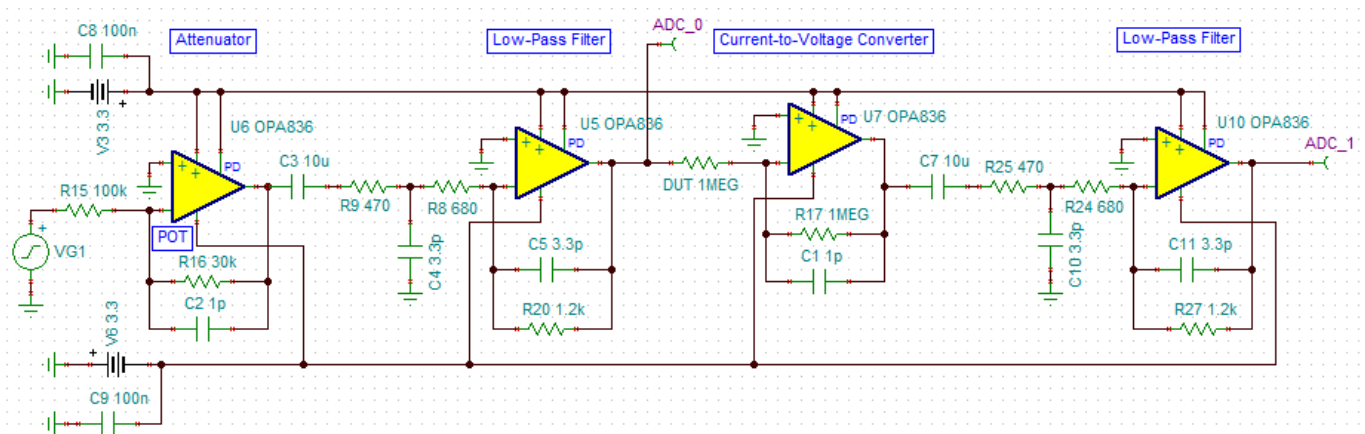 C8 100n
Attenuator
Low-Pass Filter
ADC_0
Current-to-Voltage Converter
Low-Pass Filter
V3 3.3
+
U6 OPA836
PD
U5 OPA836
PD
U7 OPA836
PD
U10 OPA836
PD
ADC_1
R15 100k
C3 10u
R9 470
R8 680
DUT 1MEG
C7 10u
R25 470
R24 680
VG1
+
POT
R16 30k
C2 1p
C4 3.3p
C5 3.3p
R20 1.2k
R17 1MEG
C1 1p
C10 3.3p
C11 3.3p
R27 1.2k
V6 3.3
+
C9 100n